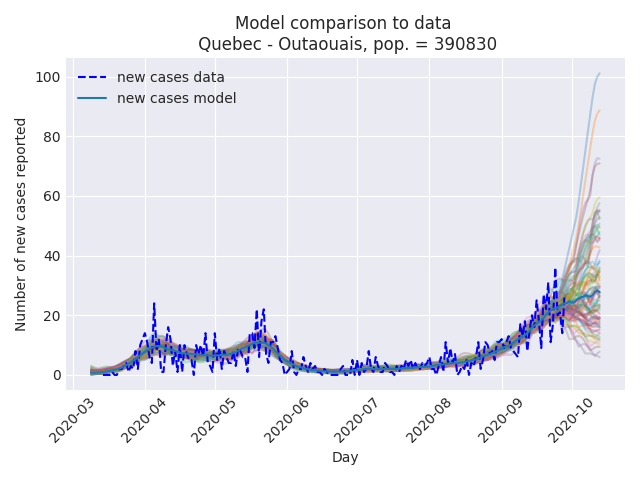 Model comparison to data
Quebec - Outaouais, pop. = 390830
new cases data
new cases model
Number of new cases reported
100
80
60
40
20
0
2020-03
2020-04
2020-05
2020-06
2020-07
2020-08
2020-09
2020-10
Day